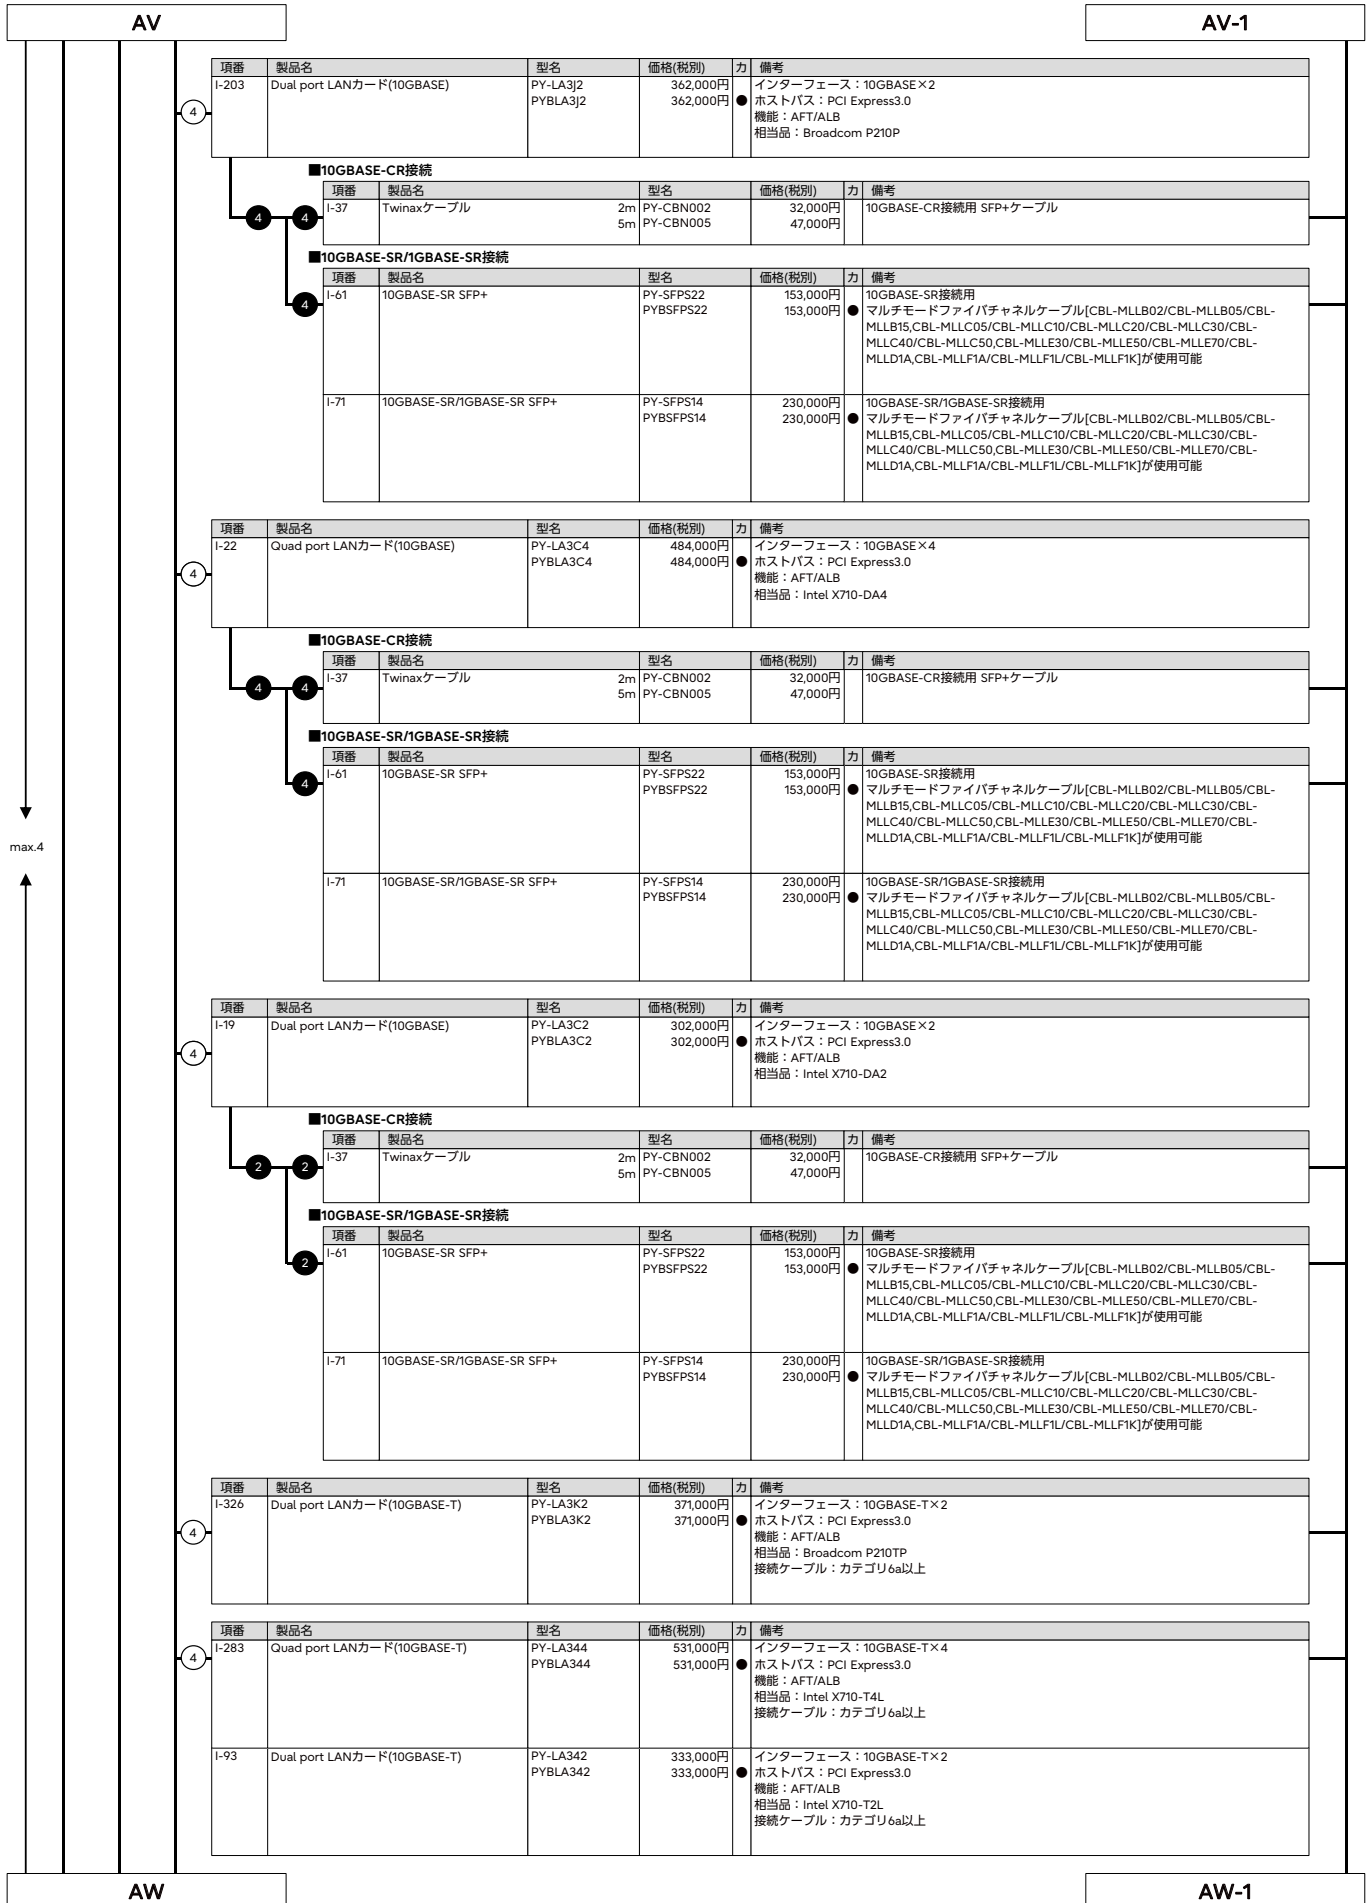 AV
AV-1
項番 製品名 型名 価格(税別) カ 備考
I-203 Dual port LANカード(10GBASE) PY-LA3J2 362,000円 インターフェース：10GBASE×2
PYBLA3J2 362,000円 ● ホストバス：PCI Express3.0
機能：AFT/ALB
相当品：Broadcom P210P
4
■10GBASE-CR接続
項番 製品名 型名 価格(税別) カ 備考
I-37 Twinaxケーブル 2m PY-CBN002 32,000円 10GBASE-CR接続用 SFP+ケーブル
4 4 5m PY-CBN005 47,000円
■10GBASE-SR/1GBASE-SR接続
項番 製品名 型名 価格(税別) カ 備考
I-61 10GBASE-SR SFP+ PY-SFPS22 153,000円 10GBASE-SR接続用
4 PYBSFPS22 153,000円 ● マルチモードファイバチャネルケーブル[CBL-MLLB02/CBL-MLLB05/CBL-
MLLB15,CBL-MLLC05/CBL-MLLC10/CBL-MLLC20/CBL-MLLC30/CBL-
MLLC40/CBL-MLLC50,CBL-MLLE30/CBL-MLLE50/CBL-MLLE70/CBL-
MLLD1A,CBL-MLLF1A/CBL-MLLF1L/CBL-MLLF1K]が使用可能
I-71 10GBASE-SR/1GBASE-SR SFP+ PY-SFPS14 230,000円 10GBASE-SR/1GBASE-SR接続用
PYBSFPS14 230,000円 ● マルチモードファイバチャネルケーブル[CBL-MLLB02/CBL-MLLB05/CBL-
MLLB15,CBL-MLLC05/CBL-MLLC10/CBL-MLLC20/CBL-MLLC30/CBL-
MLLC40/CBL-MLLC50,CBL-MLLE30/CBL-MLLE50/CBL-MLLE70/CBL-
MLLD1A,CBL-MLLF1A/CBL-MLLF1L/CBL-MLLF1K]が使用可能
項番 製品名 型名 価格(税別) カ 備考
I-22 Quad port LANカード(10GBASE) PY-LA3C4 484,000円 インターフェース：10GBASE×4
PYBLA3C4 484,000円 ● ホストバス：PCI Express3.0
4 機能：AFT/ALB
相当品：Intel X710-DA4
■10GBASE-CR接続
項番 製品名 型名 価格(税別) カ 備考
I-37 Twinaxケーブル 2m PY-CBN002 32,000円 10GBASE-CR接続用 SFP+ケーブル
4 4 5m PY-CBN005 47,000円
■10GBASE-SR/1GBASE-SR接続
項番 製品名 型名 価格(税別) カ 備考
I-61 10GBASE-SR SFP+ PY-SFPS22 153,000円 10GBASE-SR接続用
4 PYBSFPS22 153,000円 ● マルチモードファイバチャネルケーブル[CBL-MLLB02/CBL-MLLB05/CBL-
MLLB15,CBL-MLLC05/CBL-MLLC10/CBL-MLLC20/CBL-MLLC30/CBL-
MLLC40/CBL-MLLC50,CBL-MLLE30/CBL-MLLE50/CBL-MLLE70/CBL-
MLLD1A,CBL-MLLF1A/CBL-MLLF1L/CBL-MLLF1K]が使用可能
max.4
I-71 10GBASE-SR/1GBASE-SR SFP+ PY-SFPS14 230,000円 10GBASE-SR/1GBASE-SR接続用
PYBSFPS14 230,000円 ● マルチモードファイバチャネルケーブル[CBL-MLLB02/CBL-MLLB05/CBL-
MLLB15,CBL-MLLC05/CBL-MLLC10/CBL-MLLC20/CBL-MLLC30/CBL-
MLLC40/CBL-MLLC50,CBL-MLLE30/CBL-MLLE50/CBL-MLLE70/CBL-
MLLD1A,CBL-MLLF1A/CBL-MLLF1L/CBL-MLLF1K]が使用可能
項番 製品名 型名 価格(税別) カ 備考
I-19 Dual port LANカード(10GBASE) PY-LA3C2 302,000円 インターフェース：10GBASE×2
PYBLA3C2 302,000円 ● ホストバス：PCI Express3.0
4 機能：AFT/ALB
相当品：Intel X710-DA2
■10GBASE-CR接続
項番 製品名 型名 価格(税別) カ 備考
I-37 Twinaxケーブル 2m PY-CBN002 32,000円 10GBASE-CR接続用 SFP+ケーブル
2 2 5m PY-CBN005 47,000円
■10GBASE-SR/1GBASE-SR接続
項番 製品名 型名 価格(税別) カ 備考
I-61 10GBASE-SR SFP+ PY-SFPS22 153,000円 10GBASE-SR接続用
2 PYBSFPS22 153,000円 ● マルチモードファイバチャネルケーブル[CBL-MLLB02/CBL-MLLB05/CBL-
MLLB15,CBL-MLLC05/CBL-MLLC10/CBL-MLLC20/CBL-MLLC30/CBL-
MLLC40/CBL-MLLC50,CBL-MLLE30/CBL-MLLE50/CBL-MLLE70/CBL-
MLLD1A,CBL-MLLF1A/CBL-MLLF1L/CBL-MLLF1K]が使用可能
I-71 10GBASE-SR/1GBASE-SR SFP+ PY-SFPS14 230,000円 10GBASE-SR/1GBASE-SR接続用
PYBSFPS14 230,000円 ● マルチモードファイバチャネルケーブル[CBL-MLLB02/CBL-MLLB05/CBL-
MLLB15,CBL-MLLC05/CBL-MLLC10/CBL-MLLC20/CBL-MLLC30/CBL-
MLLC40/CBL-MLLC50,CBL-MLLE30/CBL-MLLE50/CBL-MLLE70/CBL-
MLLD1A,CBL-MLLF1A/CBL-MLLF1L/CBL-MLLF1K]が使用可能
項番 製品名 型名 価格(税別) カ 備考
I-326 Dual port LANカード(10GBASE-T) PY-LA3K2 371,000円 インターフェース：10GBASE-T×2
PYBLA3K2 371,000円 ● ホストバス：PCI Express3.0
4 機能：AFT/ALB
相当品：Broadcom P210TP
接続ケーブル：カテゴリ6a以上
項番 製品名 型名 価格(税別) カ 備考
I-283 Quad port LANカード(10GBASE-T) PY-LA344 531,000円 インターフェース：10GBASE-T×4
4 PYBLA344 531,000円 ● ホストバス：PCI Express3.0
機能：AFT/ALB
相当品：Intel X710-T4L
接続ケーブル：カテゴリ6a以上
I-93 Dual port LANカード(10GBASE-T) PY-LA342 333,000円 インターフェース：10GBASE-T×2
PYBLA342 333,000円 ● ホストバス：PCI Express3.0
機能：AFT/ALB
相当品：Intel X710-T2L
接続ケーブル：カテゴリ6a以上
AW
AW-1